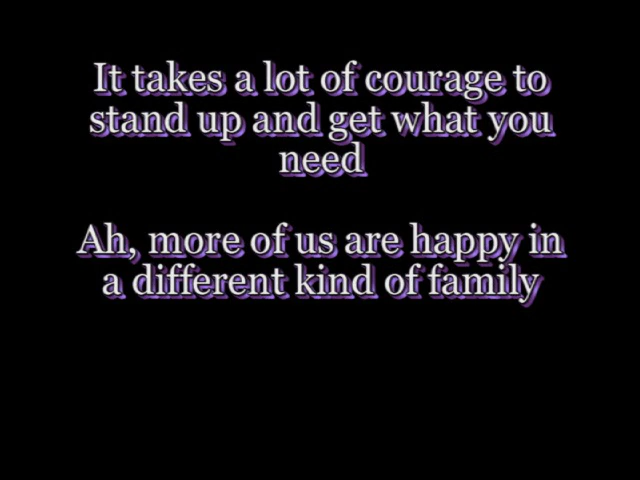 It takes a lot of courage to
stand up and get what you
need
Ah, more of us are happy in
a different kind of family